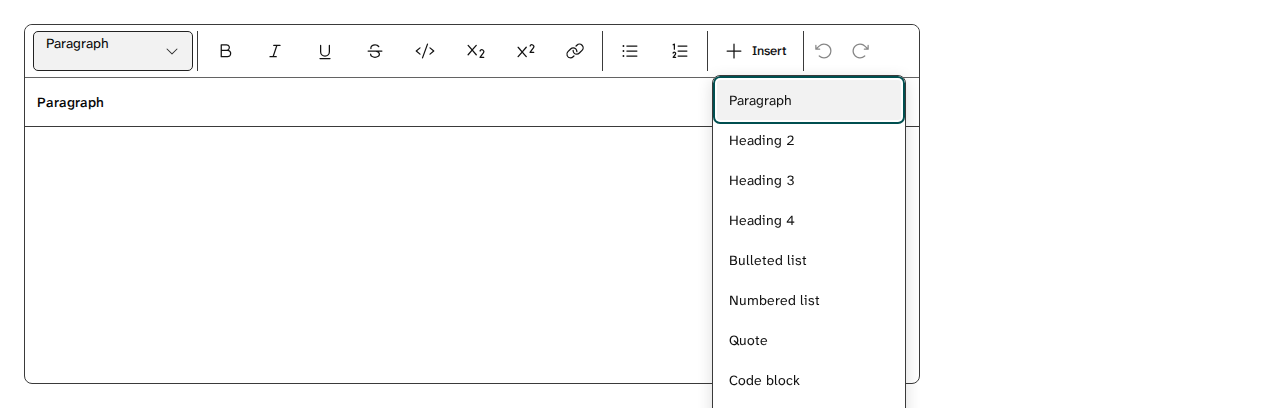 Paragraph
Insert
Paragraph
Paragraph
Heading 2
Heading 3
Heading 4
Bulleted list
Numbered list
Quote
Code block